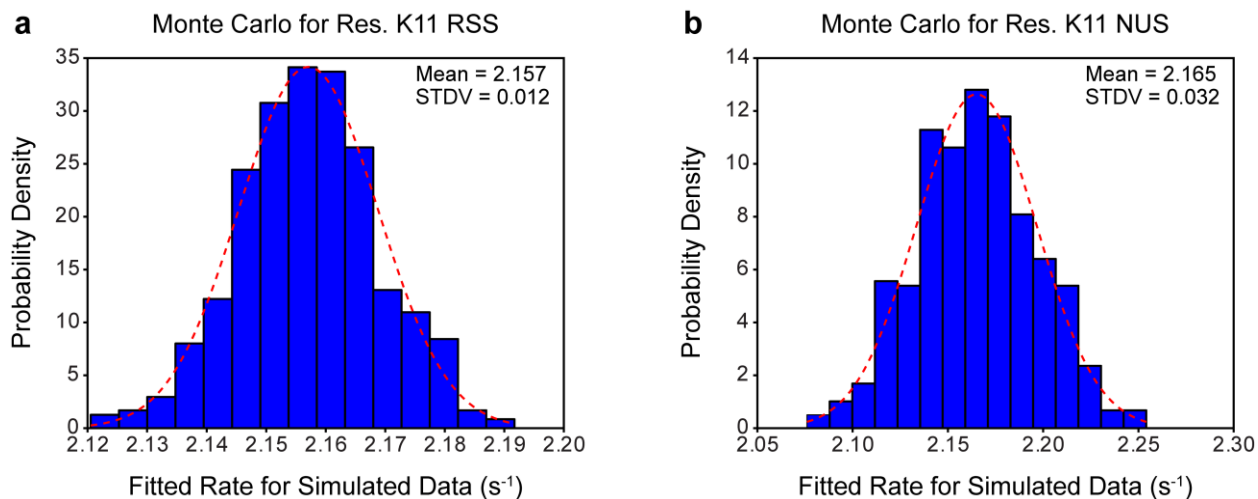 a
Monte Carlo for Res. K11 RSS
Mean = 2.157
STDV = 0.012
Probability Density
35
30
25
20
15
10
5
0
2.12 2.13 2.14 2.15 2.16 2.17 2.18 2.19 2.20
Fitted Rate for Simulated Data (s⁻¹)
b
Monte Carlo for Res. K11 NUS
Mean = 2.165
STDV = 0.032
Probability Density
14
12
10
8
6
4
2
0
2.05 2.10 2.15 2.20 2.25 2.30
Fitted Rate for Simulated Data (s⁻¹)